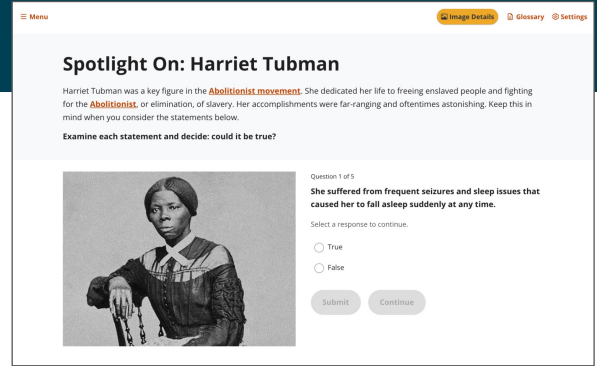 Menu
Image Details
Glossary
Settings
Spotlight On: Harriet Tubman
Harriet Tubman was a key figure in the Abolitionist movement. She dedicated her life to freeing enslaved people and fighting
for the Abolitionist, or elimination, of slavery. Her accomplishments were far-ranging and oftentimes astonishing. Keep this in
mind when you consider the statements below.
Examine each statement and decide: could it be true?
Question 1 of 5
She suffered from frequent seizures and sleep issues that
caused her to fall asleep suddenly at any time.
Select a response to continue.
True
False
Submit
Continue